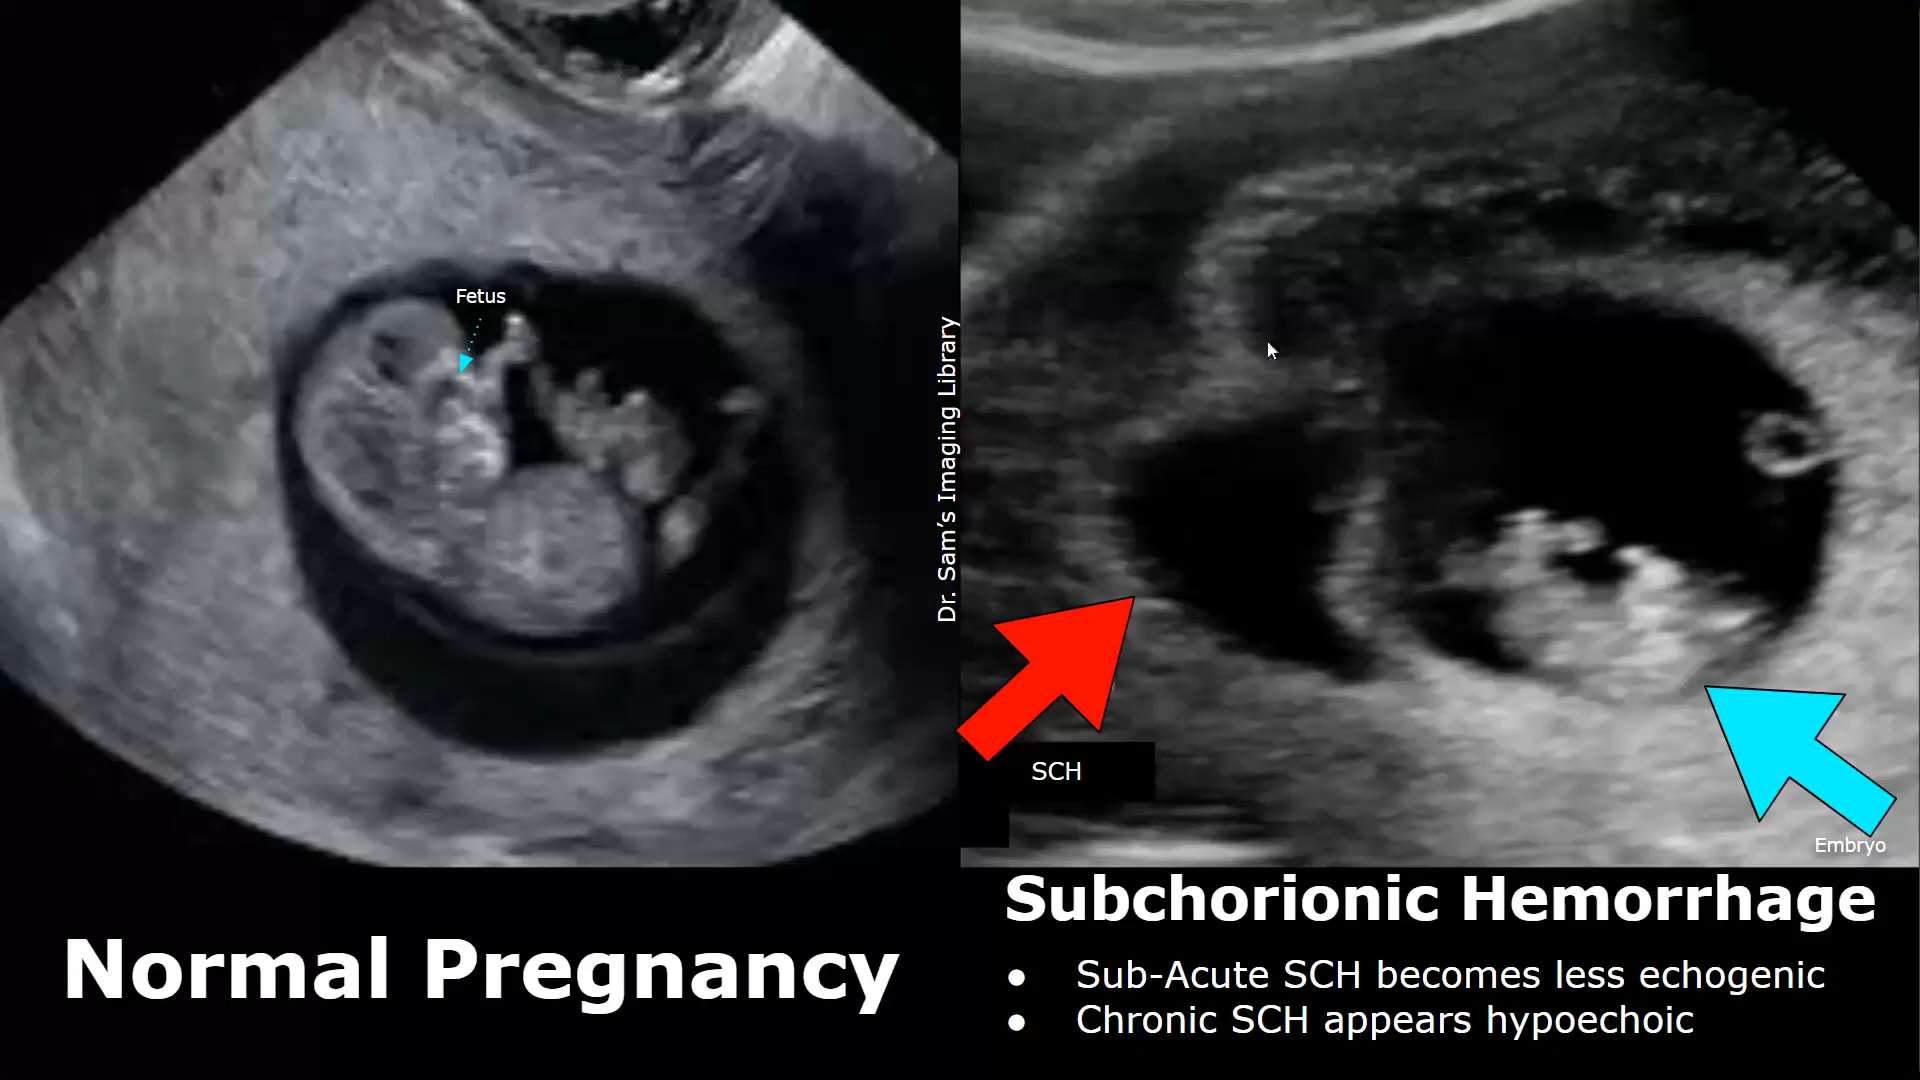 Fetus
Dr. Sam's Imaging Library
SCH
Embryo
Normal Pregnancy
Subchorionic Hemorrhage
● Sub-Acute SCH becomes less echogenic
● Chronic SCH appears hypoechoic